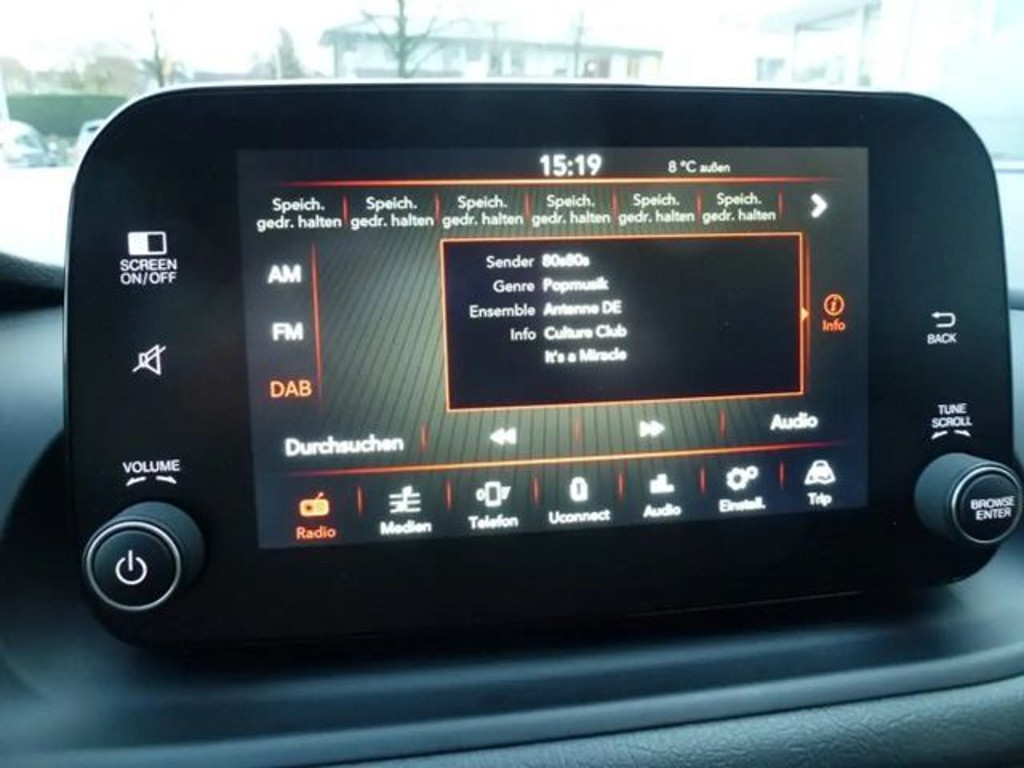 15:19 8 °C außen
Speich. Speich. Speich. Speich. Speich. Speich.
gedr. halten gedr. halten gedr. halten gedr. halten gedr. halten gedr. halten
SCREEN
ON/OFF
AM
FM
DAB
Sender 80s80s
Genre Popmusik
Ensemble Antenne DE
Info Culture Club
It's a Miracle
Info
BACK
TUNE
SCROLL
Durchsuchen Audio
VOLUME
Radio Medien Telefon Uconnect Audio Einstell. Trip
BROWSE
ENTER